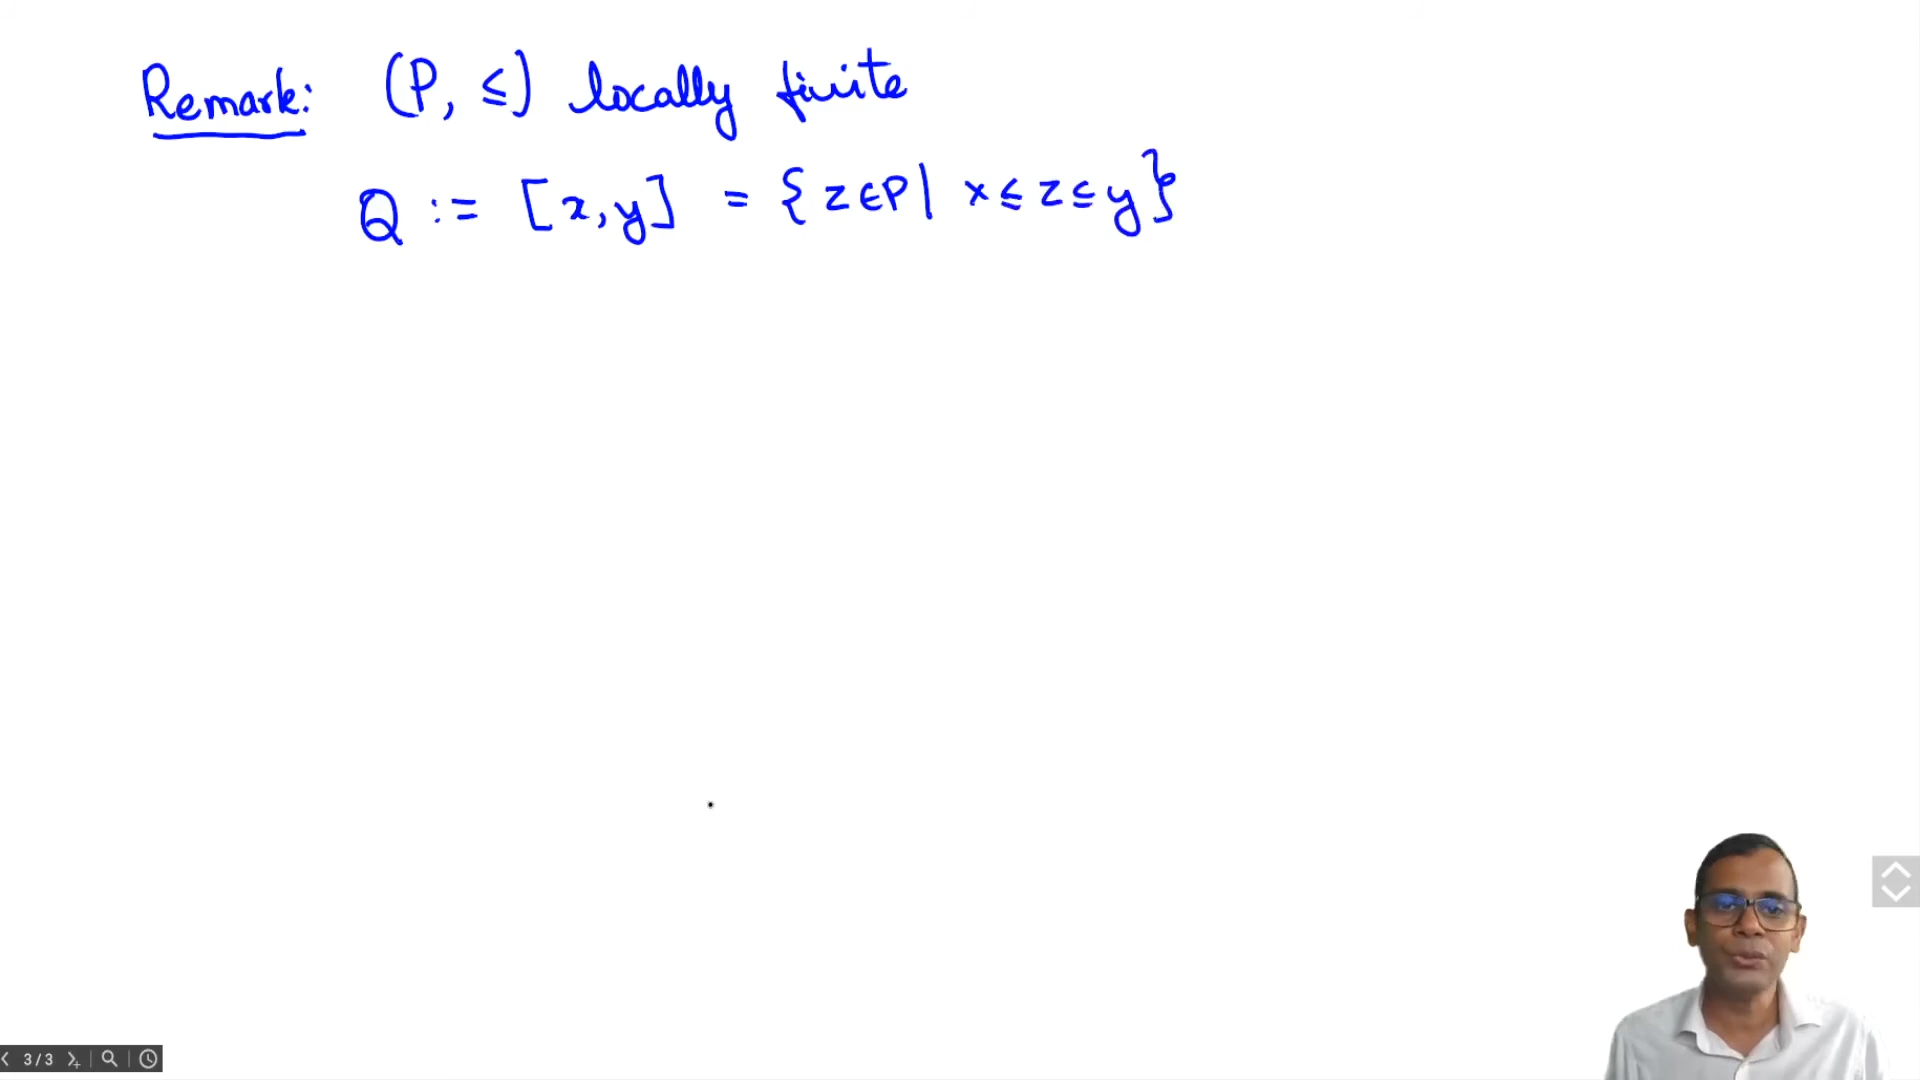 Remark: (P, ≤) locally finite
Q := [x, y] = {z∈P | x ≤ z ≤ y}
3/3